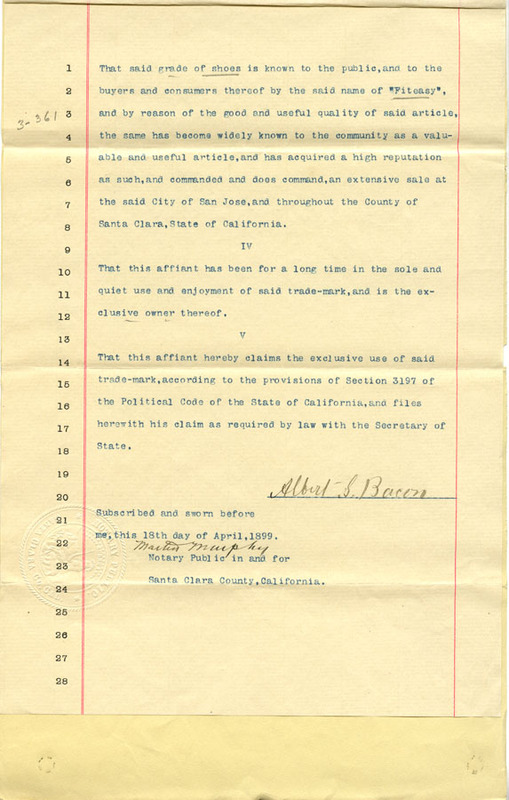 1 That said grade of shoes is known to the public,and to the
2 buyers and consumers thereof by the said name of "Fiteasy",
3-361
3 and by reason of the good and useful quality of said article,
4 the same has become widely known to the community as a valu-
5 able and useful article,and has acquired a high reputation
6 as such,and commanded and does command,an extensive sale at
7 the said City of San Jose,and throughout the County of
8 Santa Clara,State of California.
9 IV
10 That this affiant has been for a long time in the sole and
11 quiet use and enjoyment of said trade-mark,and is the ex-
12 clusive owner thereof.
13 V
14 That this affiant hereby claims the exclusive use of said
15 trade-mark,according to the provisions of Section 3197 of
16 the Political Code of the State of California,and files
17 herewith his claim as required by law with the Secretary of
18 State.
19
20 Albert S. Bacon
21 Subscribed and sworn before
22 me,this 18th day of April,1899.
Martin Murphy
23 Notary Public in and for
24 Santa Clara County,California.
25
26
27
28